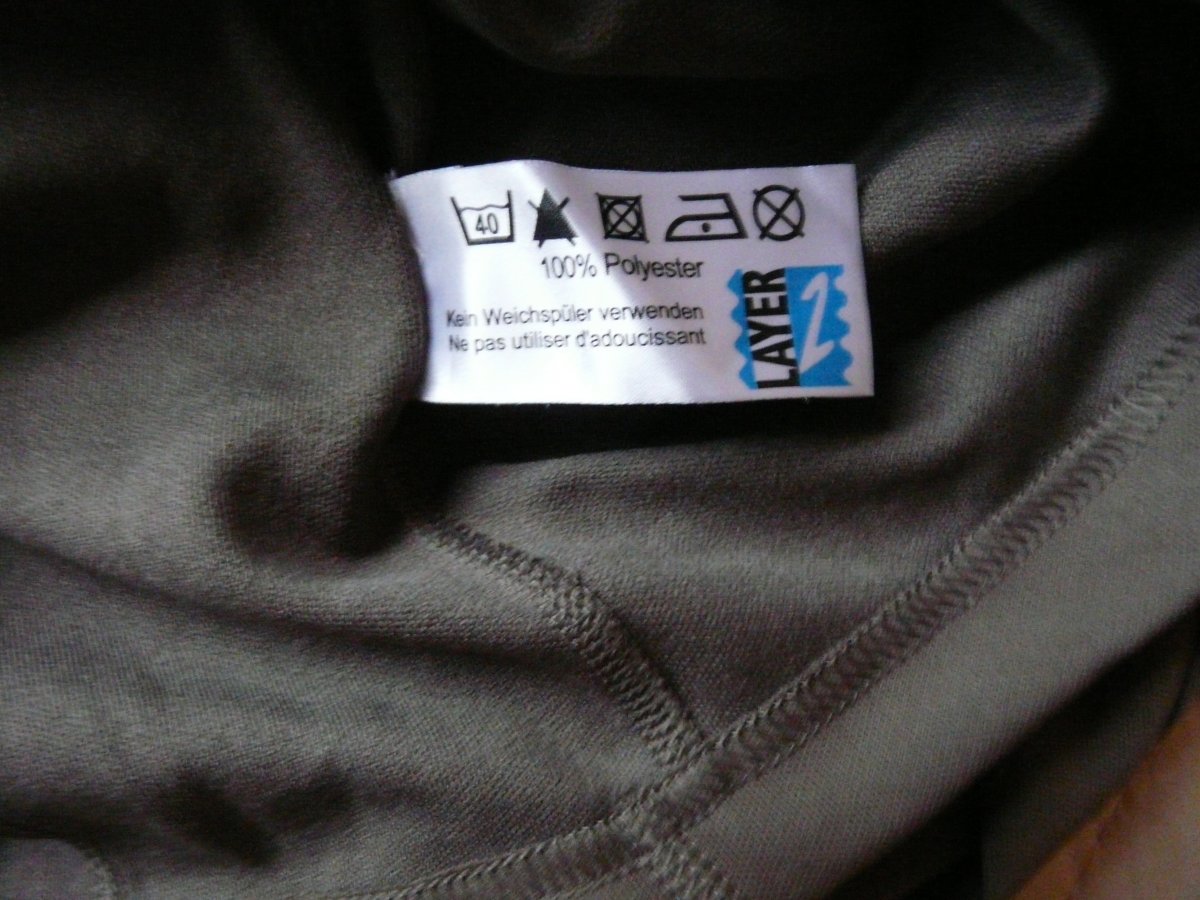 40
100% Polyester
Kein Weichspüler verwenden
Ne pas utiliser d'adoucissant
LAYER 2